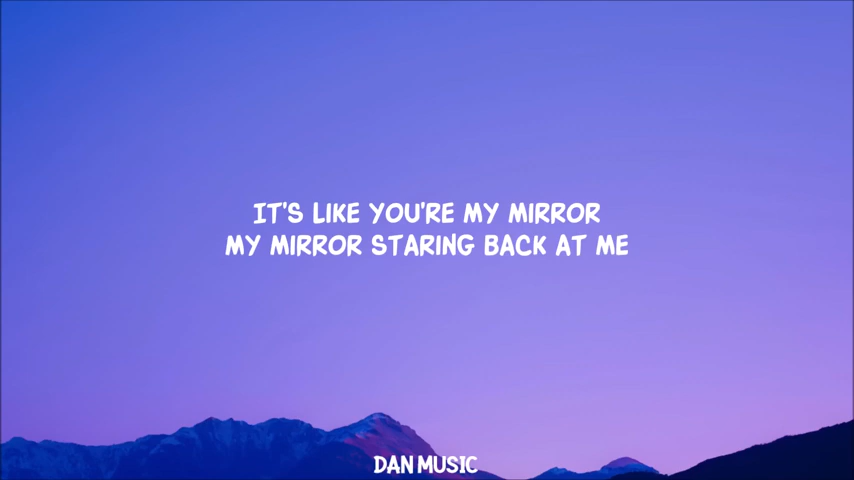 IT'S LIKE YOU'RE MY MIRROR
MY MIRROR STARING BACK AT ME
DAN MUSIC